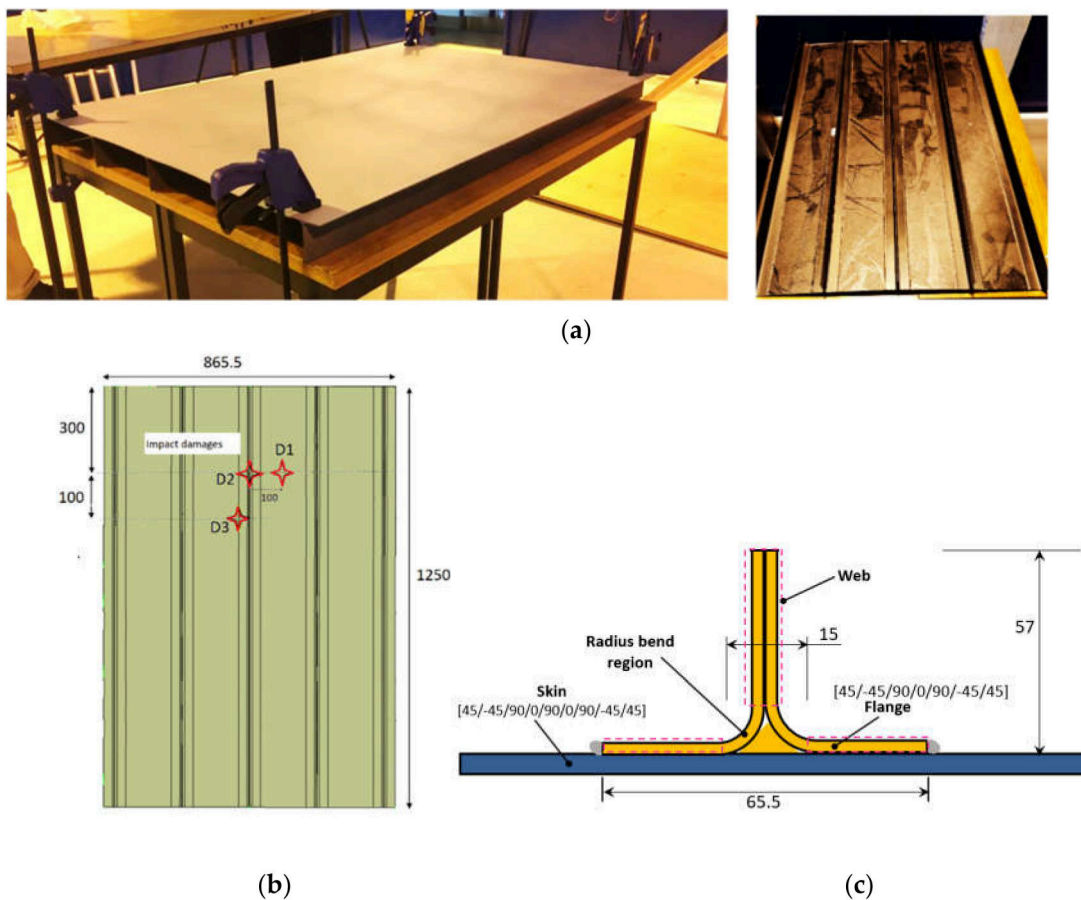 (a)
865.5
300
Impact damages
D1
D2
100
100
D3
1250
Web
57
15
Radius bend
region
[45/-45/90/0/90/-45/45]
Flange
Skin
[45/-45/90/0/90/0/90/-45/45]
65.5
(b)
(c)